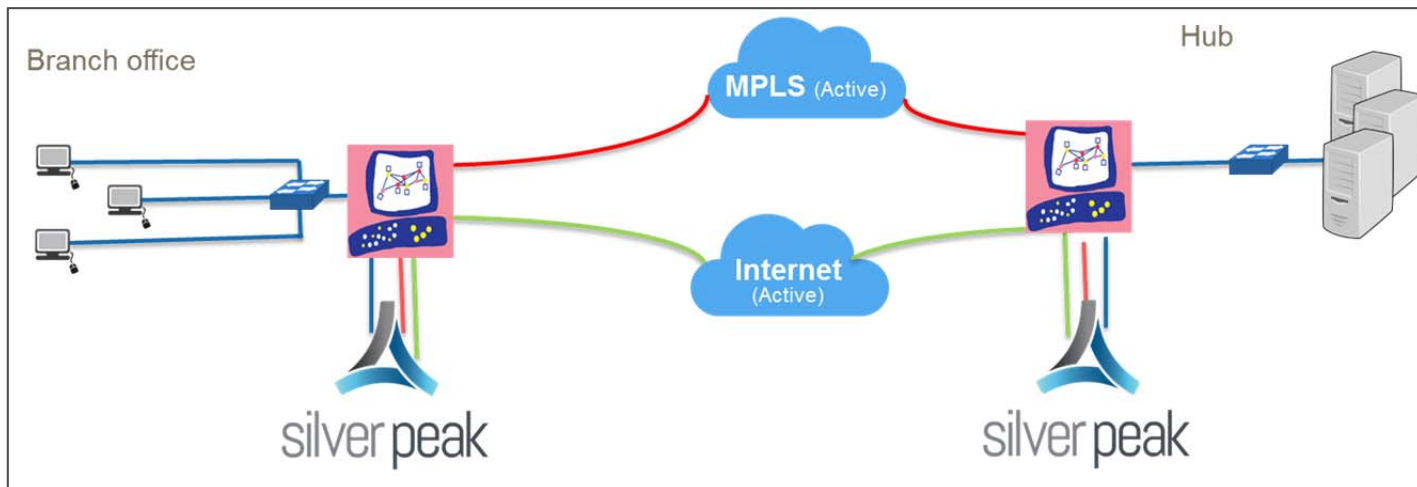 Branch office
Hub
MPLS (Active)
Internet
(Active)
silver peak
silver peak